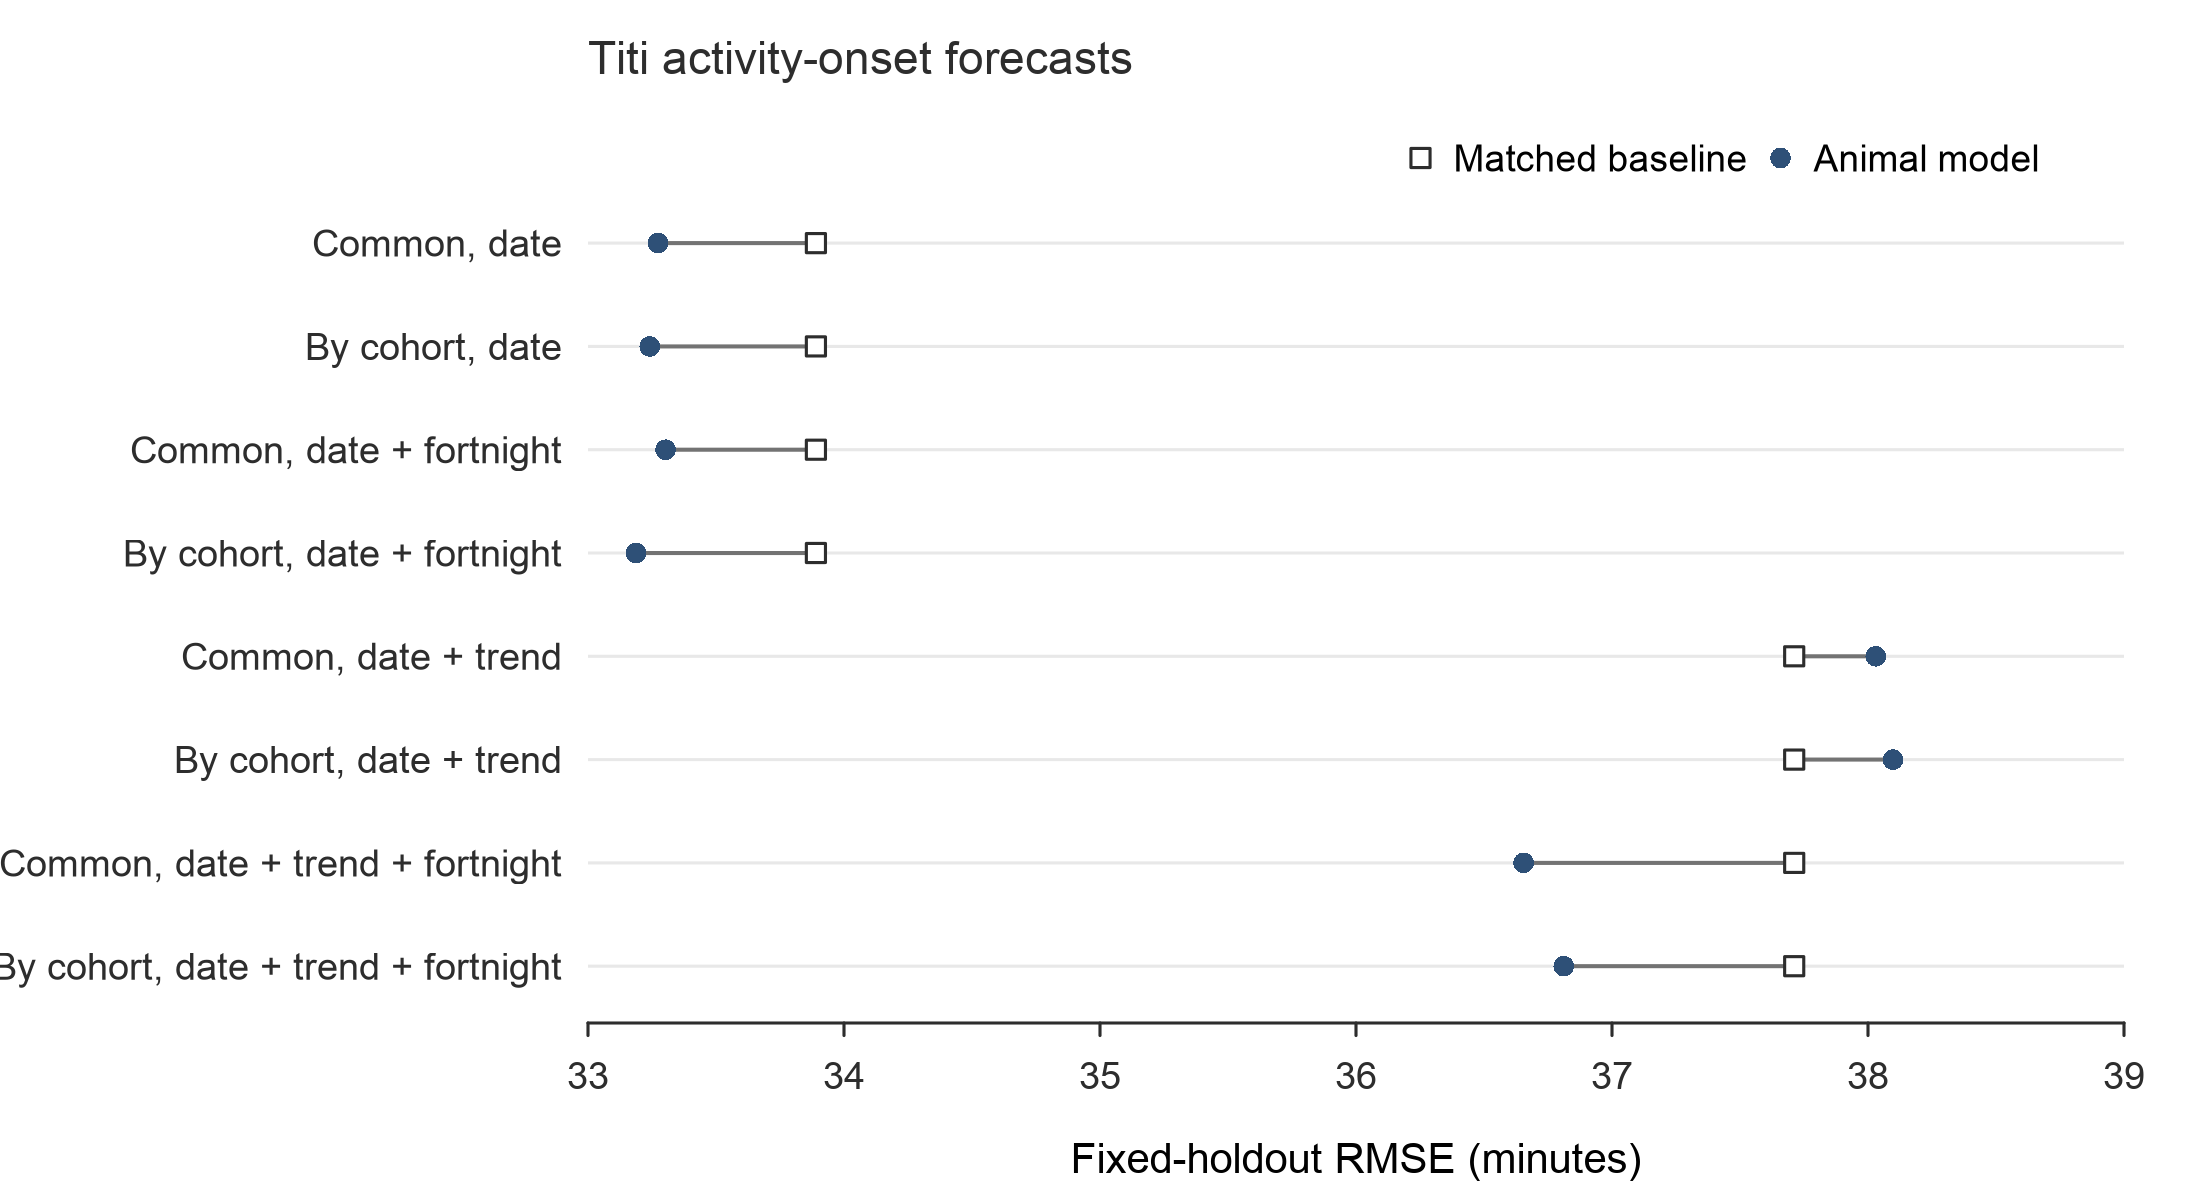 Titi activity-onset forecasts
Matched baseline Animal model
Common, date
By cohort, date
Common, date + fortnight
By cohort, date + fortnight
Common, date + trend
By cohort, date + trend
Common, date + trend + fortnight
By cohort, date + trend + fortnight
33 34 35 36 37 38 39
Fixed-holdout RMSE (minutes)